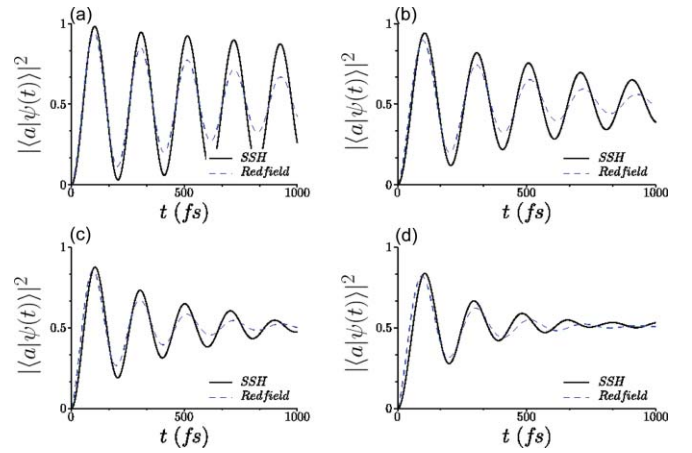 (a)
|⟨a|ψ(t)⟩|²
1
0.5
0
SSH
Redfield
0
500
1000
t (fs)
(b)
|⟨a|ψ(t)⟩|²
1
0.5
0
SSH
Redfield
0
500
1000
t (fs)
(c)
|⟨a|ψ(t)⟩|²
1
0.5
0
SSH
Redfield
0
500
1000
t (fs)
(d)
|⟨a|ψ(t)⟩|²
1
0.5
0
SSH
Redfield
0
500
1000
t (fs)